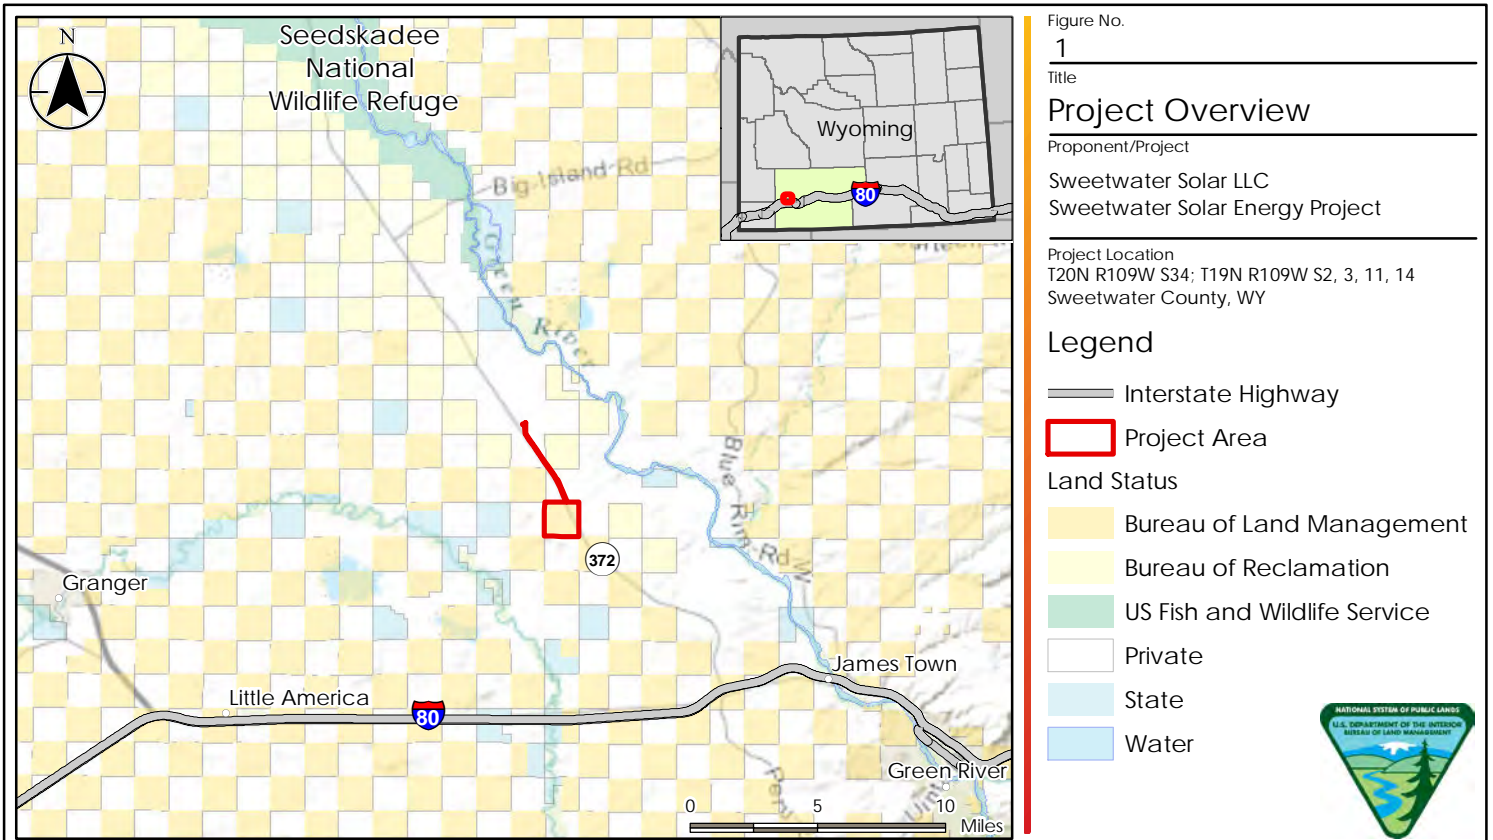 N
Seedskadee
National
Wildlife Refuge
Big Island Rd
Green River
Wyoming
80
Blue Rim Rd W
372
Granger
Little America
80
James Town
Green River
0 5 10
Miles
Figure No.
1
Title
Project Overview
Proponent/Project
Sweetwater Solar LLC
Sweetwater Solar Energy Project
Project Location
T20N R109W S34; T19N R109W S2, 3, 11, 14
Sweetwater County, WY
Legend
Interstate Highway
Project Area
Land Status
Bureau of Land Management
Bureau of Reclamation
US Fish and Wildlife Service
Private
State
Water
NATIONAL SYSTEM OF PUBLIC LANDS
U.S. DEPARTMENT OF THE INTERIOR
BUREAU OF LAND MANAGEMENT